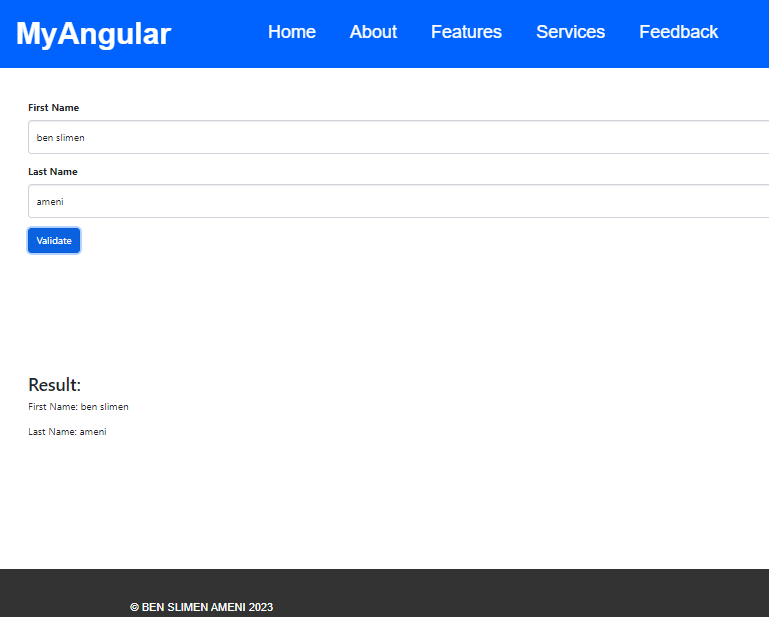 MyAngular Home About Features Services Feedback
First Name
ben slimen
Last Name
ameni
Validate
Result:
First Name: ben slimen
Last Name: ameni
© BEN SLIMEN AMENI 2023